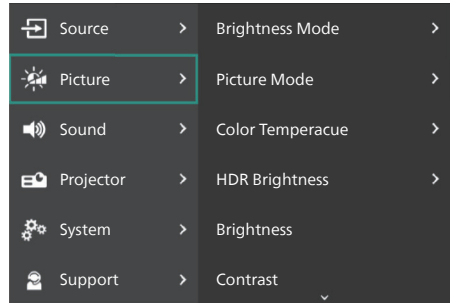 Source
Picture
Sound
Projector
System
Support
Brightness Mode
Picture Mode
Color Temperacue
HDR Brightness
Brightness
Contrast